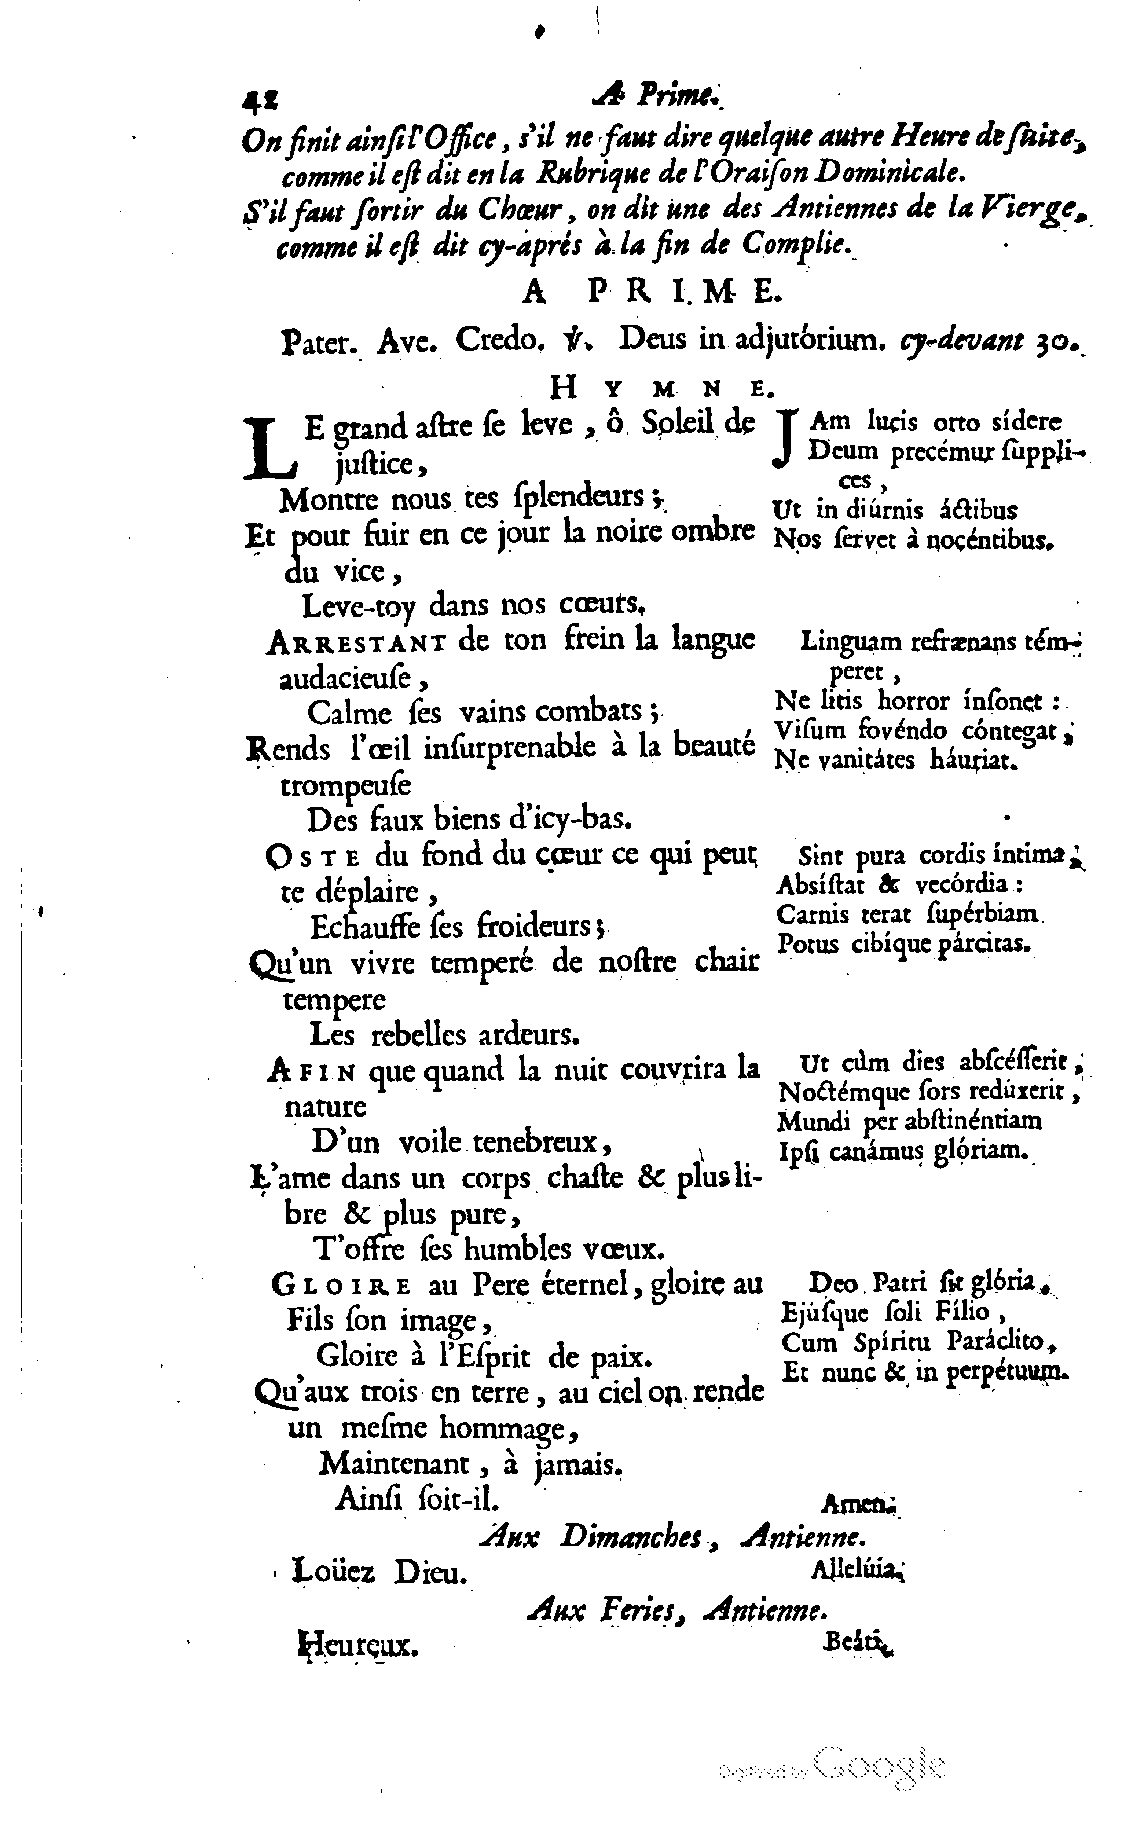 42 A Prime.
On finit ainſi l'Office, s'il ne faut dire quelque autre Heure de ſuite,
comme il eſt dit en la Rubrique de l'Oraiſon Dominicale.
S'il faut ſortir du Chœur, on dit une des Antiennes de la Vierge,
comme il eſt dit cy-aprés à la fin de Complie.
A PRIME.
Pater. Ave. Credo. ℣. Deus in adjutórium. cy-devant 30.
HYMNE.
LE grand aſtre ſe leve, ô Soleil de
juſtice,
Montre nous tes ſplendeurs;
Et pour fuir en ce jour la noire ombre
du vice,
Leve-toy dans nos cœurs,
ARRESTANT de ton frein la langue
audacieuſe,
Calme ſes vains combats;
Rends l'œil inſurprenable à la beauté
trompeuſe
Des faux biens d'icy-bas.
OSTE du fond du cœur ce qui peut
te déplaire,
Echauffe ſes froideurs;
Qu'un vivre temperé de noſtre chair
tempere
Les rebelles ardeurs.
AFIN que quand la nuit couvrira la
nature
D'un voile tenebreux,
L'ame dans un corps chaſte & plus li-
bre & plus pure,
T'offre ſes humbles vœux.
GLOIRE au Pere éternel, gloire au
Fils ſon image,
Gloire à l'Eſprit de paix.
Qu'aux trois en terre, au ciel on rende
un meſme hommage,
Maintenant, à jamais.
Ainſi ſoit-il.
JAm lucis orto sídere
Deum precémur ſuppli-
ces,
Ut in diúrnis áctibus
Nos ſervet à nocéntibus.
Linguam refrænans tém-
peret,
Ne litis horror ínſonet:
Viſum fovéndo cóntegat,
Ne vanitátes háuriat.
Sint pura cordis íntima,
Absíſtat & vecórdia:
Carnis terat ſupérbiam
Potus cibíque párcitas.
Ut cùm dies abſcéſſerit,
Noctémque ſors redúxerit,
Mundi per abſtinéntiam
Ipſi canámus glóriam.
Deo Patri ſit glória,
Ejúſque ſoli Fílio,
Cum Spíritu Paráclito,
Et nunc & in perpétuum.
Amen.
Aux Dimanches, Antienne.
Loüez Dieu. Allelúia.
Aux Feries, Antienne.
Heureux. Beáti.
Digitized by Google